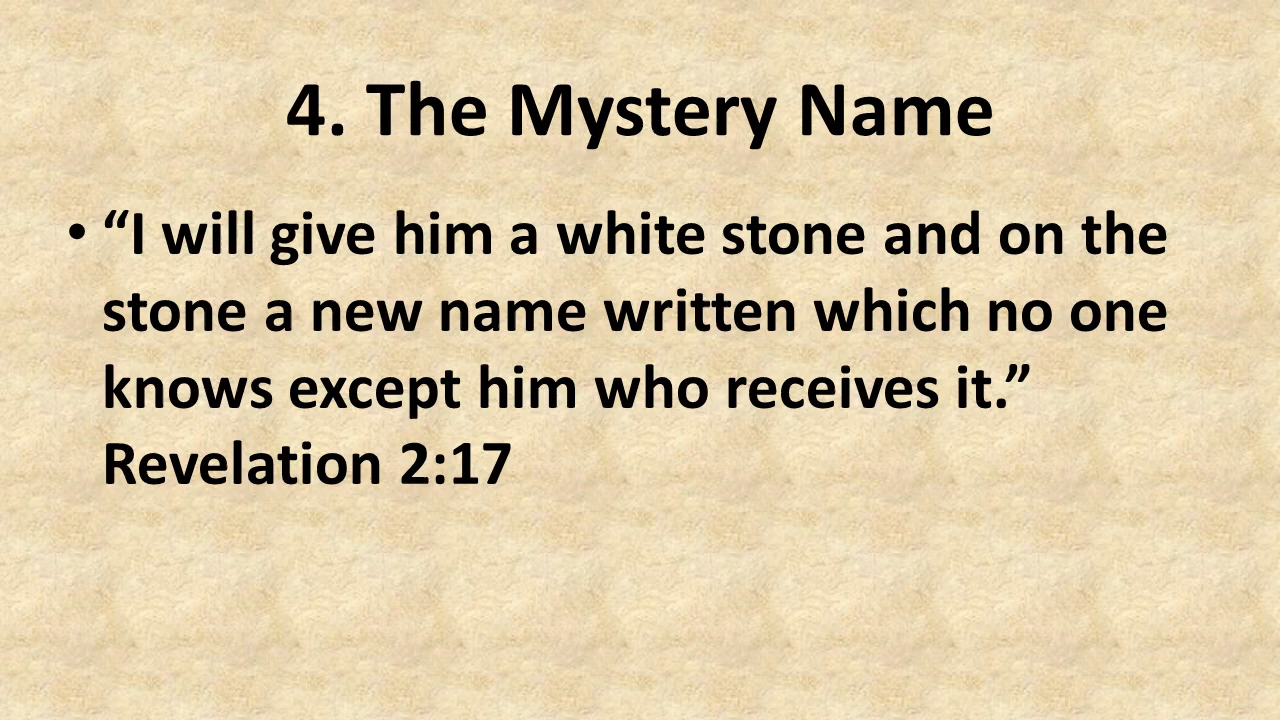 4. The Mystery Name
• “I will give him a white stone and on the
stone a new name written which no one
knows except him who receives it.”
Revelation 2:17